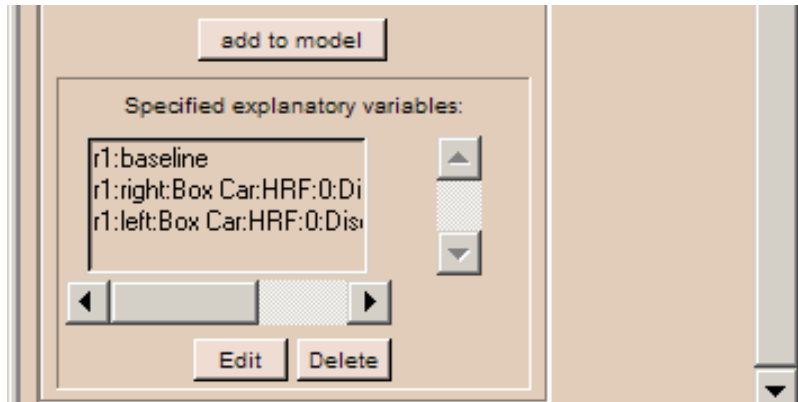 add to model
Specified explanatory variables:
r1:baseline
r1:right:Box Car:HRF:0:Di
r1:left:Box Car:HRF:0:Dis
Edit Delete